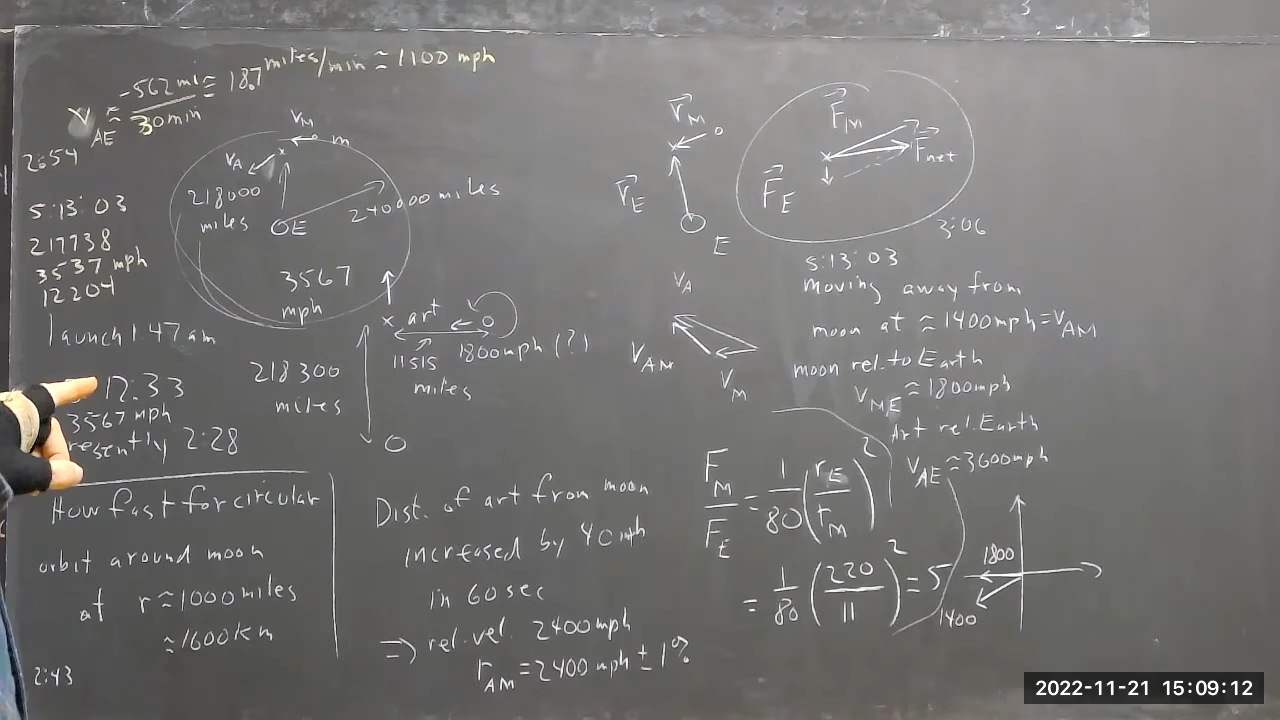 V_AE ≈ -562 mi / 30 min ≈ 18.7 miles/min ≈ 1100 mph
2:54
V_M
m
V_A
218000 miles
E
240000 miles
5:13:03
217738
3537 mph
12204
3567 mph
launch 1.47 am
art
11515 miles
1800 mph (?)
218300 miles
12:33
3567 mph
resently 2:28
How fast for circular
orbit around moon
at r ≈ 1000 miles
≈ 1600 km
2:43
Dist. of art from moon
increased by 40 mph
in 60 sec
⇒ rel. vel. 2400 mph
r_AM = 2400 mph ± 1%
V_M
r_E
E
F_M
F_net
F_E
3:06
V_A
V_AM
V_M
5:13:03
moving away from
moon at ≈ 1400 mph = V_AM
moon rel. to Earth
V_ME ≈ 1800 mph
Art rel. Earth
V_AE ≈ 3600 mph
F_M / F_E = 1/80 (r_E / r_M)^2
= 1/80 (220 / 11)^2 = 5
1800
1400
2022-11-21 15:09:12